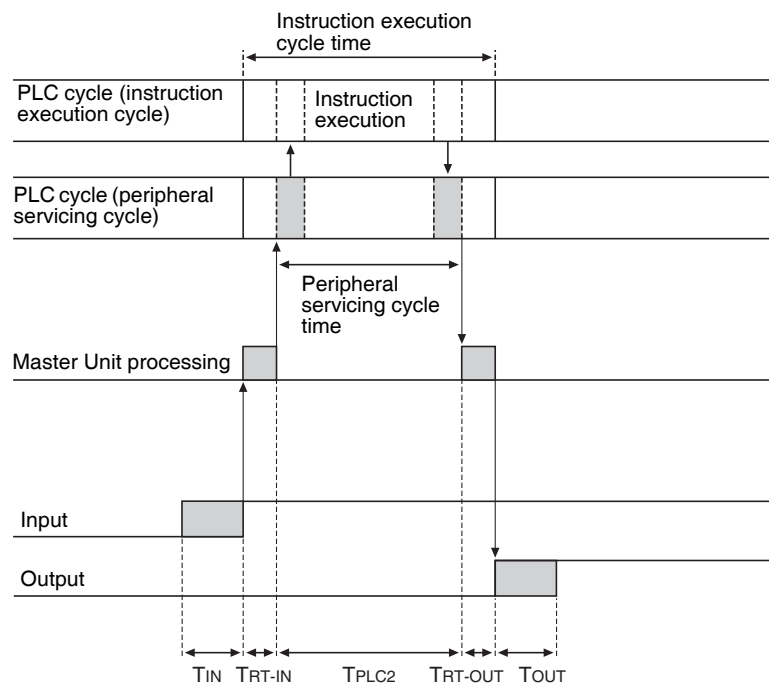 Instruction execution
cycle time
PLC cycle (instruction
execution cycle)
Instruction
execution
PLC cycle (peripheral
servicing cycle)
Peripheral
servicing cycle
time
Master Unit processing
Input
Output
TIN TRT-IN TPLC2 TRT-OUT TOUT